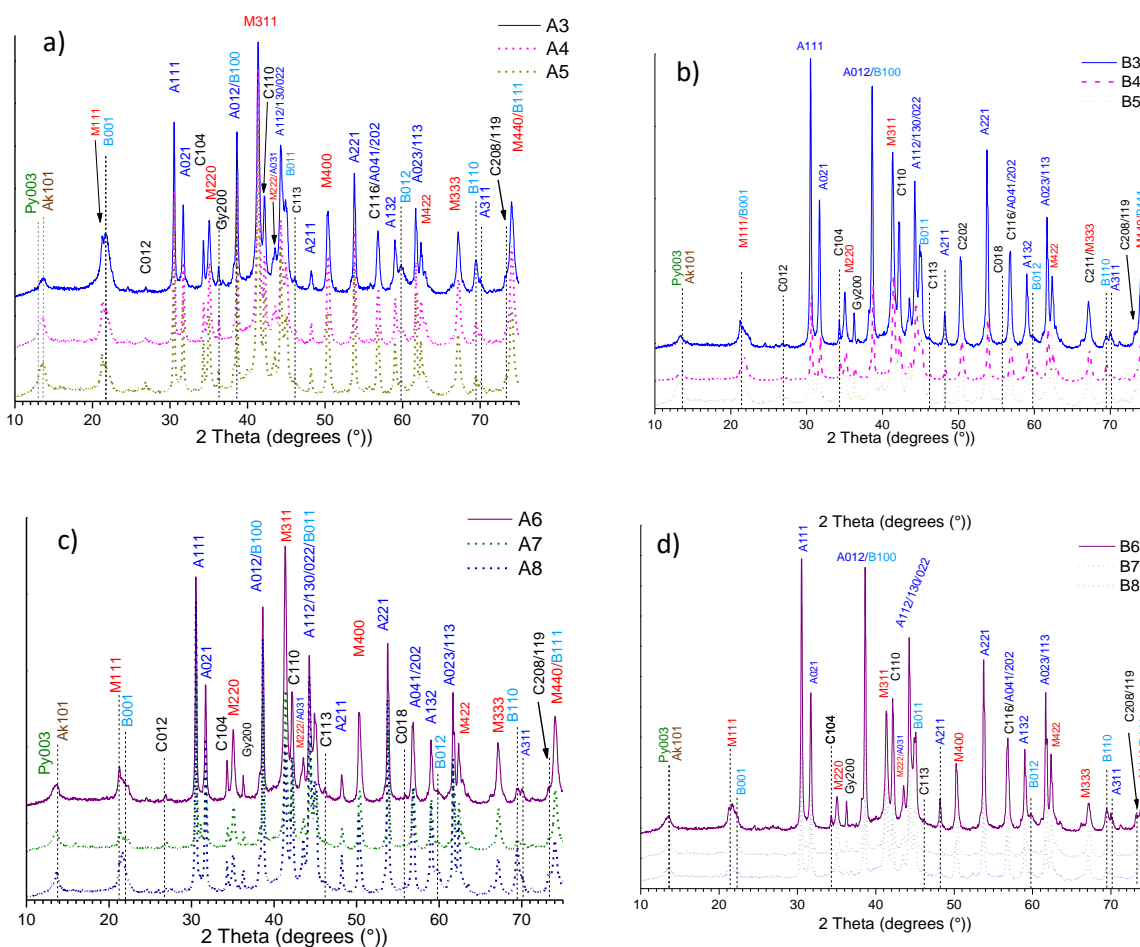 a)
M311
A3
A4
A5
A111
A012/B100
C110
A112/130/022
M440/B111
M111
B001
A021
C104
M220
Gy200
M222/A031
B011
C113
M400
A221
C116/A041/202
A132
B012
A023/113
M422
M333
B110
A311
C208/119
Py003
Ak101
C012
A211
10 20 30 40 50 60 70
2 Theta (degrees (°))
b)
A111
B3
B4
B5
A012/B100
M311
A112/130/022
A221
A021
C110
B011
A023/113
M111/B001
C104
M220
Gy200
C113
A211
C202
C018
C116/A041/202
A132
B012
M422
C211/M333
B110
A311
C208/119
M440/B111
Py003
Ak101
C012
10 20 30 40 50 60 70
2 Theta (degrees (°))
c)
M311
A6
A7
A8
A111
A012/B100
A112/130/022/B011
A221
A021
M220
C110
M400
A023/113
M440/B111
M111
B001
C012
C104
Gy200
M222/A031
C113
A211
C018
A041/202
A132
B012
M422
M333
B110
A311
C208/119
Py003
Ak101
10 20 30 40 50 60 70
2 Theta (degrees (°))
2 Theta (degrees (°))
d)
A111
A012/B100
B6
B7
B8
A112/130/022
A221
A021
M311
C110
A023/113
C116/A041/202
C208/119
M111
B001
C104
M220
Gy200
M222/A031
B011
C113
A211
M400
A132
B012
M422
M333
B110
A311
Py003
Ak101
10 20 30 40 50 60 70
2 Theta (degrees (°))